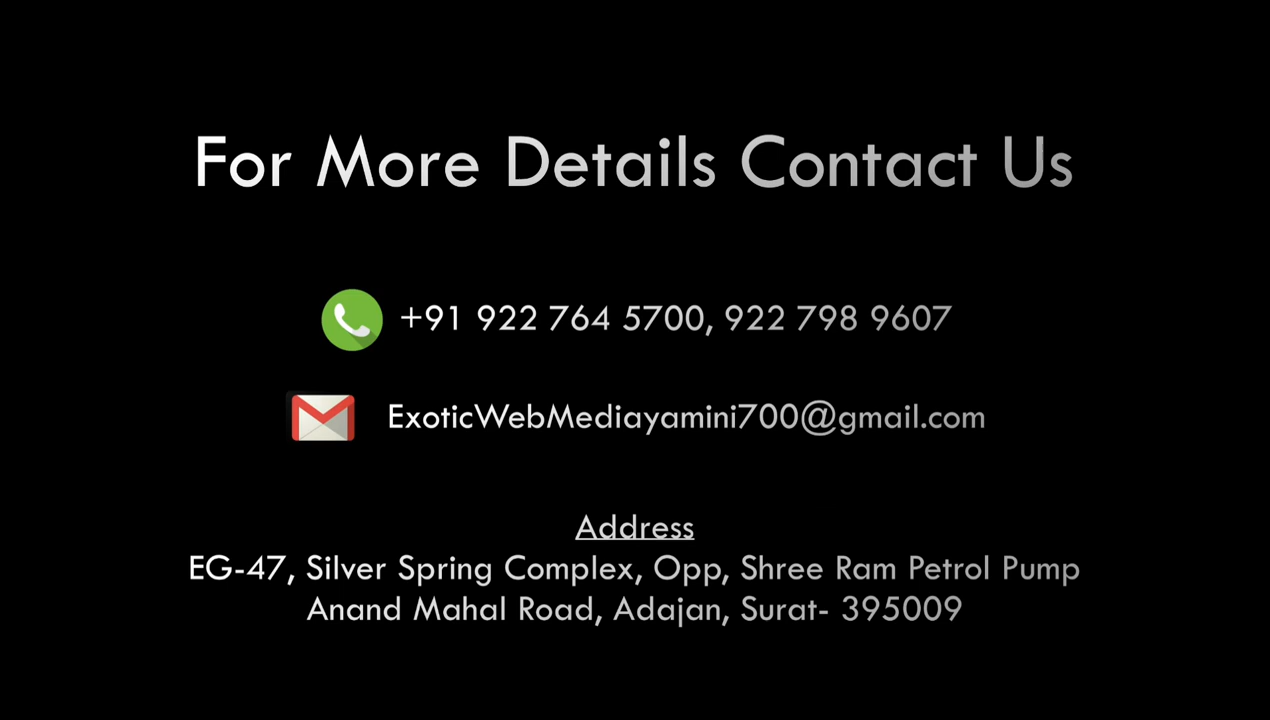 For More Details Contact Us
+91 922 764 5700, 922 798 9607
ExoticWebMediayamini700@gmail.com
Address
EG-47, Silver Spring Complex, Opp, Shree Ram Petrol Pump
Anand Mahal Road, Adajan, Surat- 395009